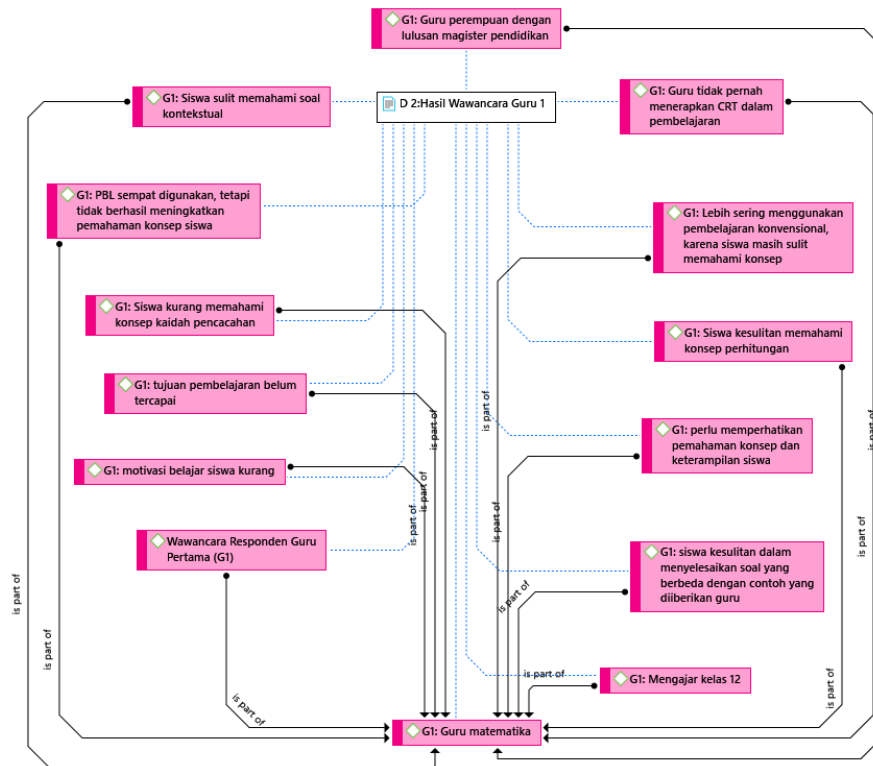 G1: Guru perempuan dengan
lulusan magister pendidikan
G1: Siswa sulit memahami soal
kontekstual
D 2:Hasil Wawancara Guru 1
G1: Guru tidak pernah
menerapkan CRT dalam
pembelajaran
G1: PBL sempat digunakan, tetapi
tidak berhasil meningkatkan
pemahaman konsep siswa
G1: Lebih sering menggunakan
pembelajaran konvensional,
karena siswa masih sulit
memahami konsep
G1: Siswa kurang memahami
konsep kaidah pencacahan
G1: Siswa kesulitan memahami
konsep perhitungan
G1: tujuan pembelajaran belum
tercapai
is part of
is part of
G1: perlu memperhatikan
pemahaman konsep dan
keterampilan siswa
G1: motivasi belajar siswa kurang
is part of
is part of
is part of
Wawancara Responden Guru
Pertama (G1)
G1: siswa kesulitan dalam
menyelesaikan soal yang
berbeda dengan contoh yang
diiberikan guru
is part of
is part of
is part of
is part of
is part of
G1: Mengajar kelas 12
is part of
is part of
is part of
G1: Guru matematika